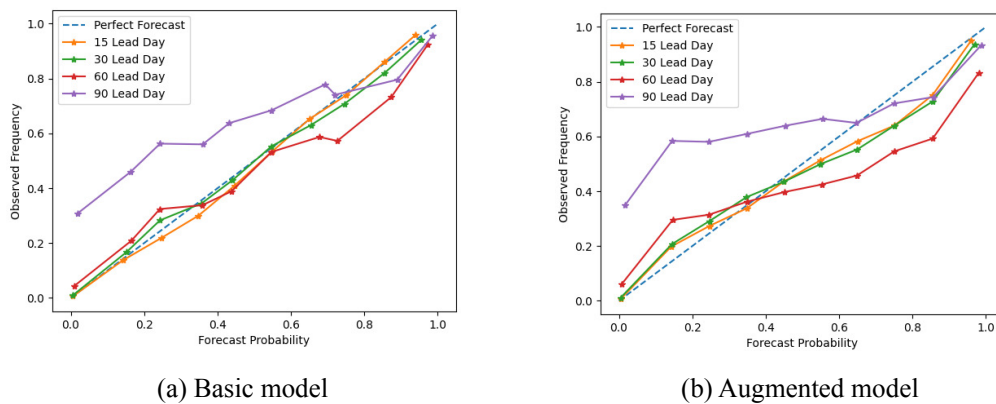 1.0
0.8
0.6
0.4
0.2
0.0
Observed Frequency
Perfect Forecast
15 Lead Day
30 Lead Day
60 Lead Day
90 Lead Day
0.0 0.2 0.4 0.6 0.8 1.0
Forecast Probability
(a) Basic model
1.0
0.8
0.6
0.4
0.2
0.0
Observed Frequency
Perfect Forecast
15 Lead Day
30 Lead Day
60 Lead Day
90 Lead Day
0.0 0.2 0.4 0.6 0.8 1.0
Forecast Probability
(b) Augmented model